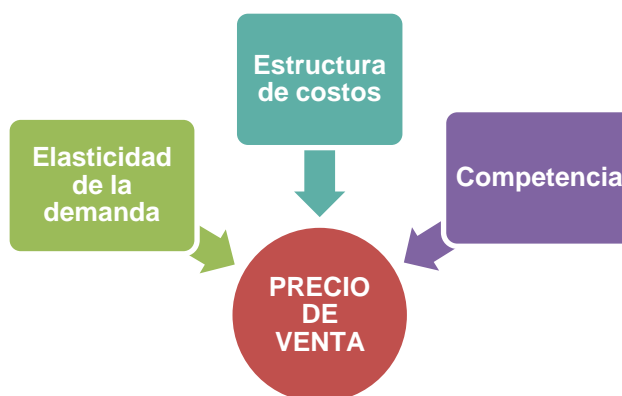 Estructura
de costos
Elasticidad
de la
demanda
Competencia
PRECIO
DE
VENTA